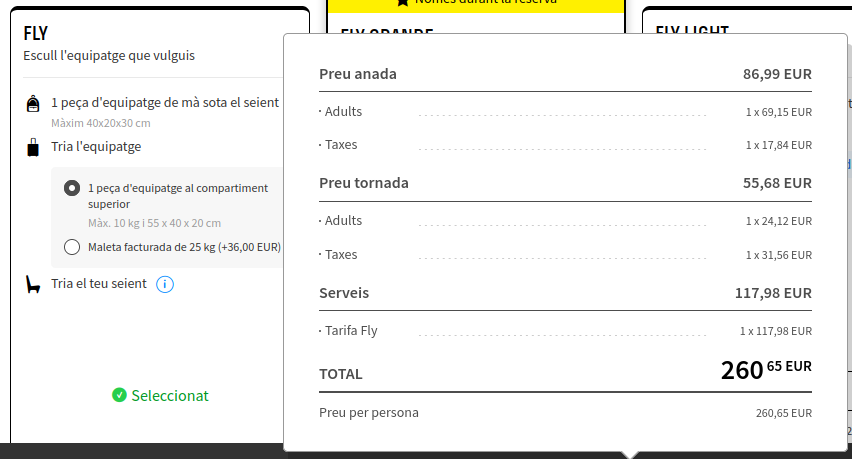 Només durant la reserva
FLY
Escull l'equipatge que vulguis
1 peça d'equipatge de mà sota el seient
Màxim 40x20x30 cm
Tria l'equipatge
1 peça d'equipatge al compartiment
superior
Màx. 10 kg i 55 x 40 x 20 cm
Maleta facturada de 25 kg (+36,00 EUR)
Tria el teu seient
Seleccionat
FLY GRANDE
FLY LIGHT
Preu anada 86,99 EUR
· Adults 1 x 69,15 EUR
· Taxes 1 x 17,84 EUR
Preu tornada 55,68 EUR
· Adults 1 x 24,12 EUR
· Taxes 1 x 31,56 EUR
Serveis 117,98 EUR
· Tarifa Fly 1 x 117,98 EUR
TOTAL 260 65 EUR
Preu per persona 260,65 EUR